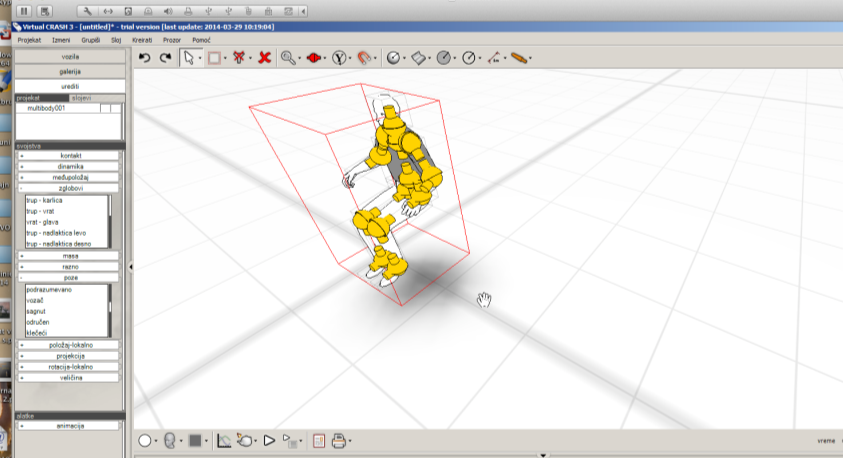 Virtual CRASH 3 - [untitled]* - trial version [last update: 2014-03-29 10:19:04]
Projekat Izmeni Grupiši Sloj Kreirati Prozor Pomoć
vozila
galerija
urediti
projekat slojevi
multibody001
svojstva
+ kontakt
+ dinamika
+ međupoložaj
- zglobovi
trup - karlica
trup - vrat
vrat - glava
trup - nadlaktica levo
trup - nadlaktica desno
+ masa
+ razno
- poze
podrazumevano
vozač
sagnut
odručen
klečeći
+ položaj-lokalno
+ projekcija
+ rotacija-lokalno
+ veličina
alatke
+ animacija
vreme